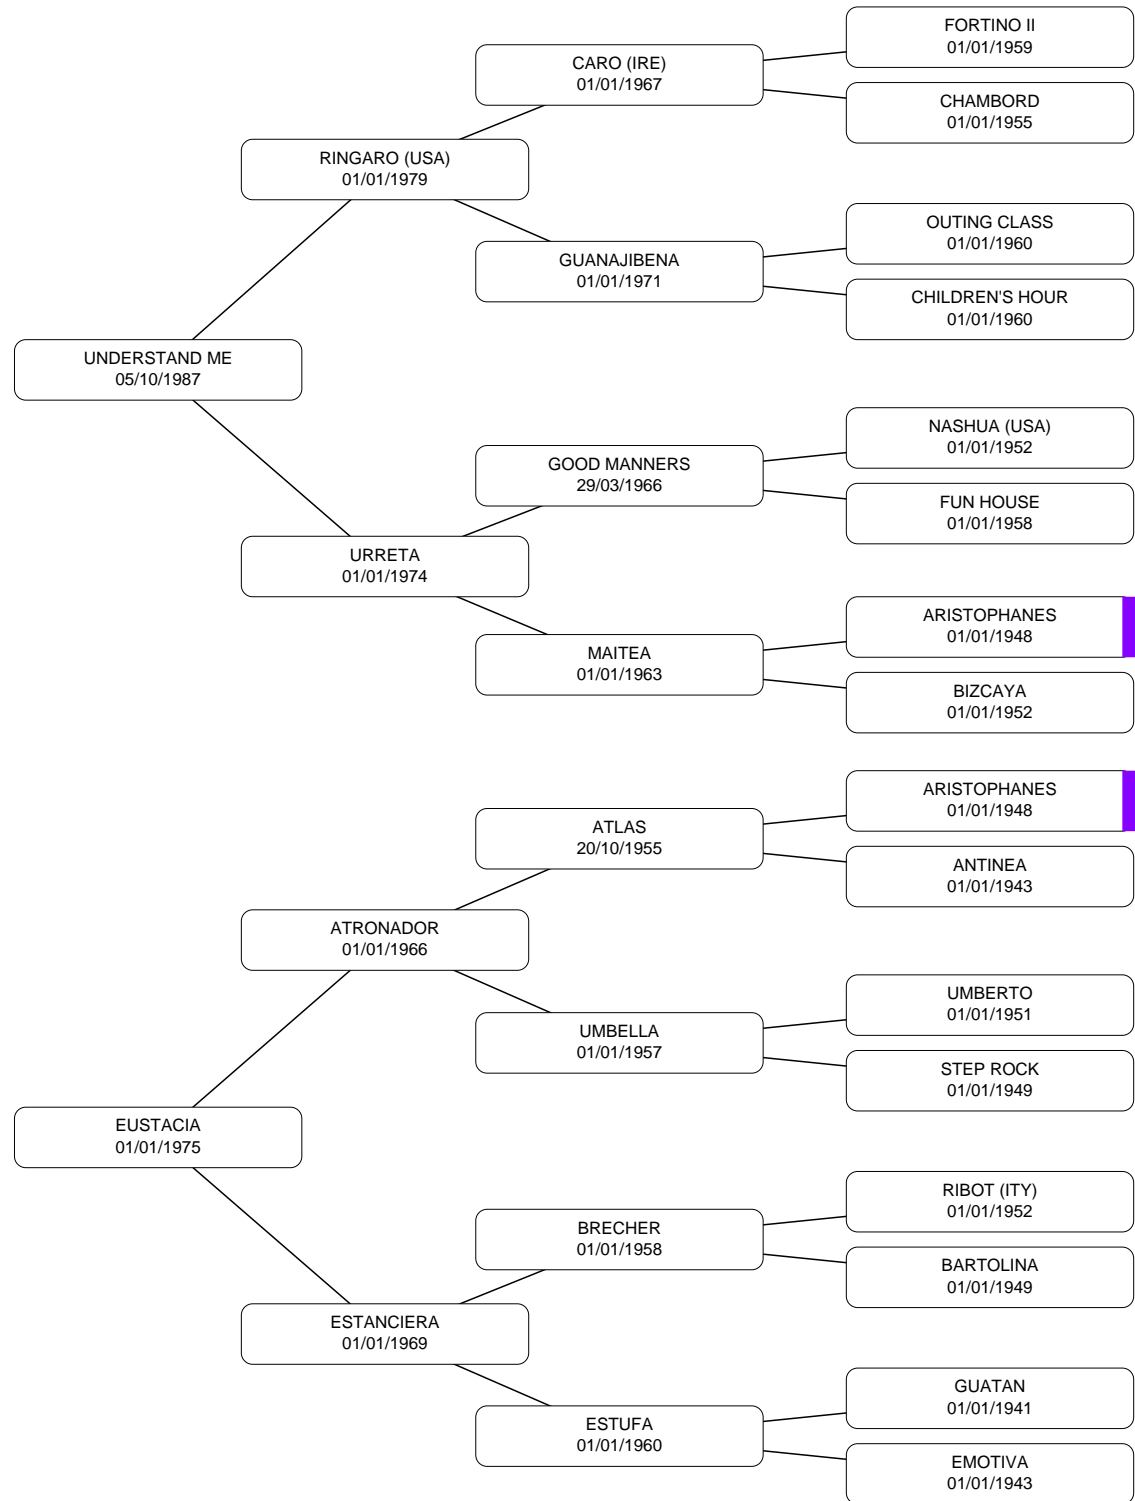 FORTINO II
01/01/1959
CARO (IRE)
01/01/1967
CHAMBORD
01/01/1955
RINGARO (USA)
01/01/1979
OUTING CLASS
01/01/1960
GUANAJIBENA
01/01/1971
CHILDREN'S HOUR
01/01/1960
UNDERSTAND ME
05/10/1987
NASHUA (USA)
01/01/1952
GOOD MANNERS
29/03/1966
FUN HOUSE
01/01/1958
URRETA
01/01/1974
ARISTOPHANES
01/01/1948
MAITEA
01/01/1963
BIZCAYA
01/01/1952
ARISTOPHANES
01/01/1948
ATLAS
20/10/1955
ANTINEA
01/01/1943
ATRONADOR
01/01/1966
UMBERTO
01/01/1951
UMBELLA
01/01/1957
STEP ROCK
01/01/1949
EUSTACIA
01/01/1975
RIBOT (ITY)
01/01/1952
BRECHER
01/01/1958
BARTOLINA
01/01/1949
ESTANCIERA
01/01/1969
GUATAN
01/01/1941
ESTUFA
01/01/1960
EMOTIVA
01/01/1943